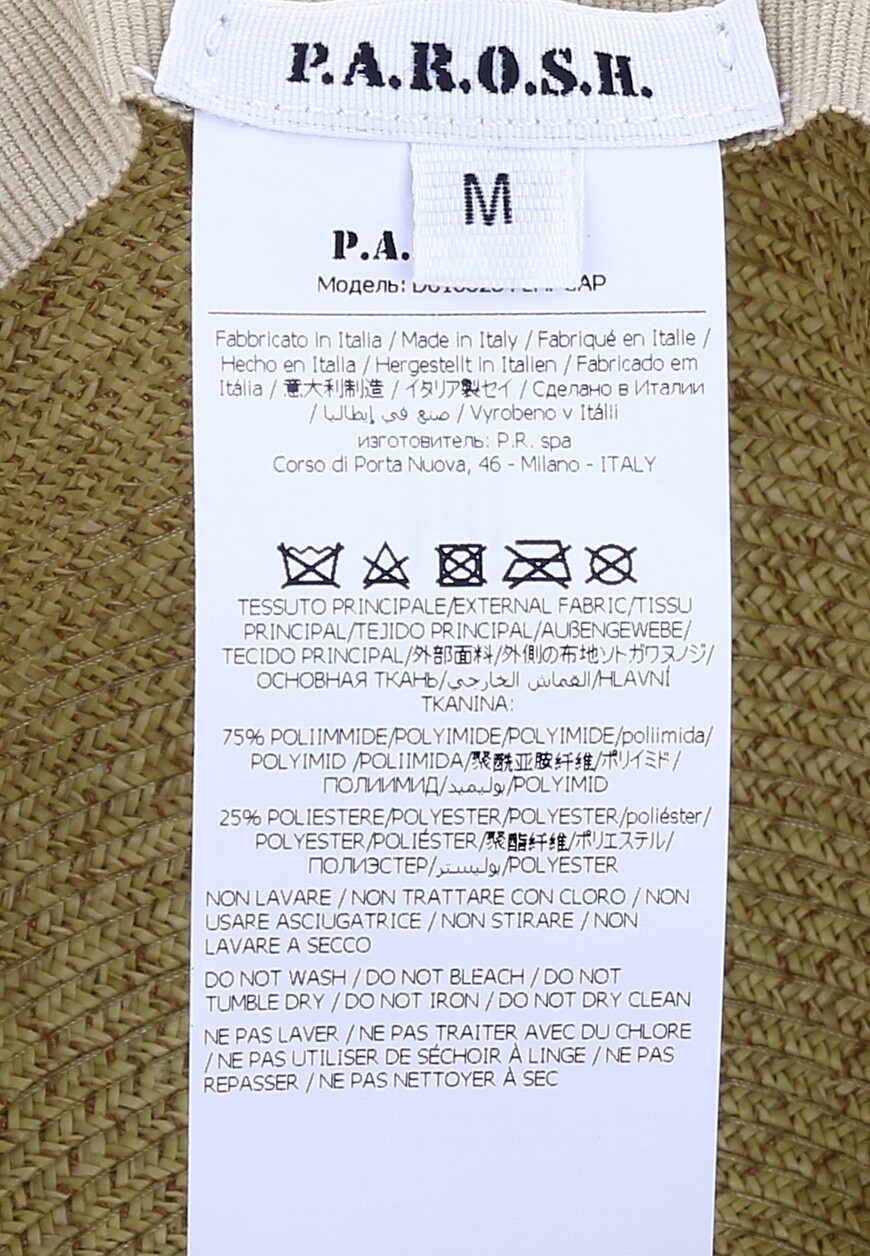 P.A.R.O.S.H.
M
P.A.
Модель: CAP
Fabbricato in Italia / Made in Italy / Fabriqué en Italie /
Hecho en Italia / Hergestellt in Italien / Fabricado em
Itália / 意大利制造 / イタリア製セイ / Сделано в Италии
/ صنع في إيطاليا / Vyrobeno v Itálii
изготовитель: P.R. spa
Corso di Porta Nuova, 46 - Milano - ITALY
TESSUTO PRINCIPALE/EXTERNAL FABRIC/TISSU
PRINCIPAL/TEJIDO PRINCIPAL/AUßENGEWEBE/
TECIDO PRINCIPAL/外部面料/外側の布地ソトガワヌノジ/
ОСНОВНАЯ ТКАНЬ/القماش الخارجي/HLAVNÍ
TKANINA:
75% POLIIMMIDE/POLYIMIDE/POLYIMIDE/poliimida/
POLYIMID /POLIIMIDA/聚酰亚胺纤维/ポリイミド/
ПОЛИИМИД/بوليميد/POLYIMID
25% POLIESTERE/POLYESTER/POLYESTER/poliéster/
POLYESTER/POLIÉSTER/聚酯纤维/ポリエステル/
ПОЛИЭСТЕР/بوليستر/POLYESTER
NON LAVARE / NON TRATTARE CON CLORO / NON
USARE ASCIUGATRICE / NON STIRARE / NON
LAVARE A SECCO
DO NOT WASH / DO NOT BLEACH / DO NOT
TUMBLE DRY / DO NOT IRON / DO NOT DRY CLEAN
NE PAS LAVER / NE PAS TRAITER AVEC DU CHLORE
/ NE PAS UTILISER DE SÉCHOIR À LINGE / NE PAS
REPASSER / NE PAS NETTOYER À SEC